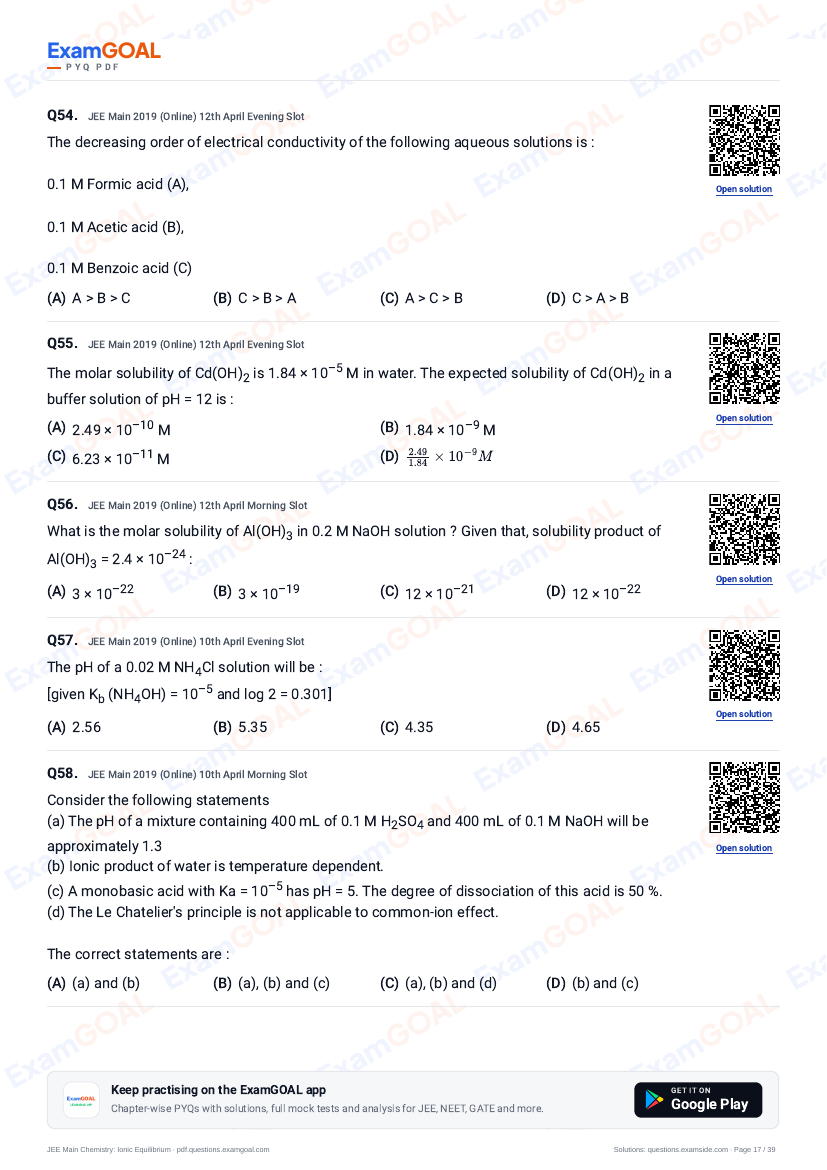 ExamGOAL
PYQ PDF
Q54. JEE Main 2019 (Online) 12th April Evening Slot
The decreasing order of electrical conductivity of the following aqueous solutions is :
0.1 M Formic acid (A),
0.1 M Acetic acid (B),
0.1 M Benzoic acid (C)
(A) A > B > C (B) C > B > A (C) A > C > B (D) C > A > B
Open solution
Q55. JEE Main 2019 (Online) 12th April Evening Slot
The molar solubility of Cd(OH)₂ is 1.84 × 10⁻⁵ M in water. The expected solubility of Cd(OH)₂ in a
buffer solution of pH = 12 is :
(A) 2.49 × 10⁻¹⁰ M (B) 1.84 × 10⁻⁹ M
(C) 6.23 × 10⁻¹¹ M (D) 2.49/1.84 × 10⁻⁹M
Open solution
Q56. JEE Main 2019 (Online) 12th April Morning Slot
What is the molar solubility of Al(OH)₃ in 0.2 M NaOH solution ? Given that, solubility product of
Al(OH)₃ = 2.4 × 10⁻²⁴ :
(A) 3 × 10⁻²² (B) 3 × 10⁻¹⁹ (C) 12 × 10⁻²¹ (D) 12 × 10⁻²²
Open solution
Q57. JEE Main 2019 (Online) 10th April Evening Slot
The pH of a 0.02 M NH₄Cl solution will be :
[given K_b (NH₄OH) = 10⁻⁵ and log 2 = 0.301]
(A) 2.56 (B) 5.35 (C) 4.35 (D) 4.65
Open solution
Q58. JEE Main 2019 (Online) 10th April Morning Slot
Consider the following statements
(a) The pH of a mixture containing 400 mL of 0.1 M H₂SO₄ and 400 mL of 0.1 M NaOH will be
approximately 1.3
(b) Ionic product of water is temperature dependent.
(c) A monobasic acid with Ka = 10⁻⁵ has pH = 5. The degree of dissociation of this acid is 50 %.
(d) The Le Chatelier's principle is not applicable to common-ion effect.
The correct statements are :
(A) (a) and (b) (B) (a), (b) and (c) (C) (a), (b) and (d) (D) (b) and (c)
Open solution
Keep practising on the ExamGOAL app
Chapter-wise PYQs with solutions, full mock tests and analysis for JEE, NEET, GATE and more.
GET IT ON
Google Play
JEE Main Chemistry: Ionic Equilibrium · pdf.questions.examgoal.com
Solutions: questions.examside.com · Page 17 / 39